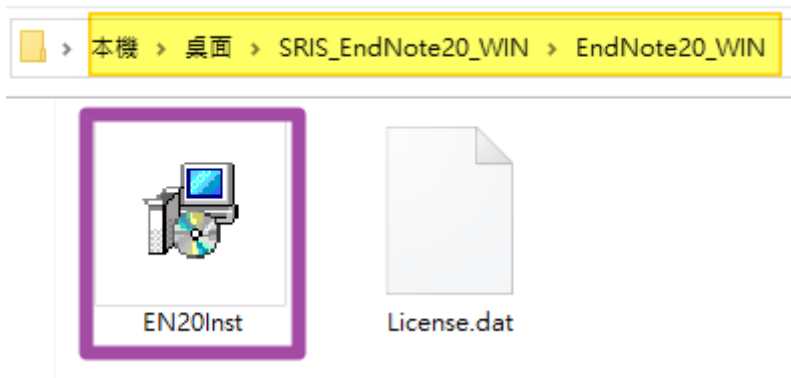 本機 > 桌面 > SRIS_EndNote20_WIN > EndNote20_WIN
EN20Inst
License.dat